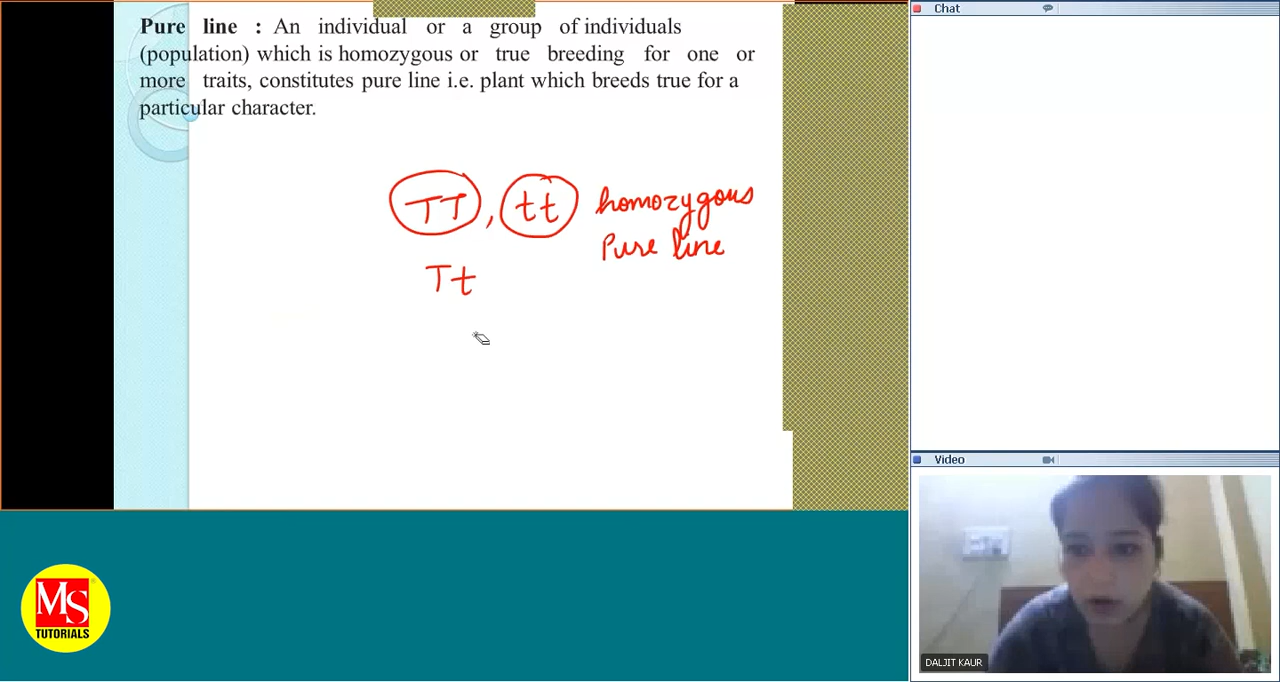 Pure line : An individual or a group of individuals
(population) which is homozygous or true breeding for one or
more traits, constitutes pure line i.e. plant which breeds true for a
particular character.
TT , tt homozygous
Pure line
Tt
Chat
Video
DALJIT KAUR
MS
TUTORIALS